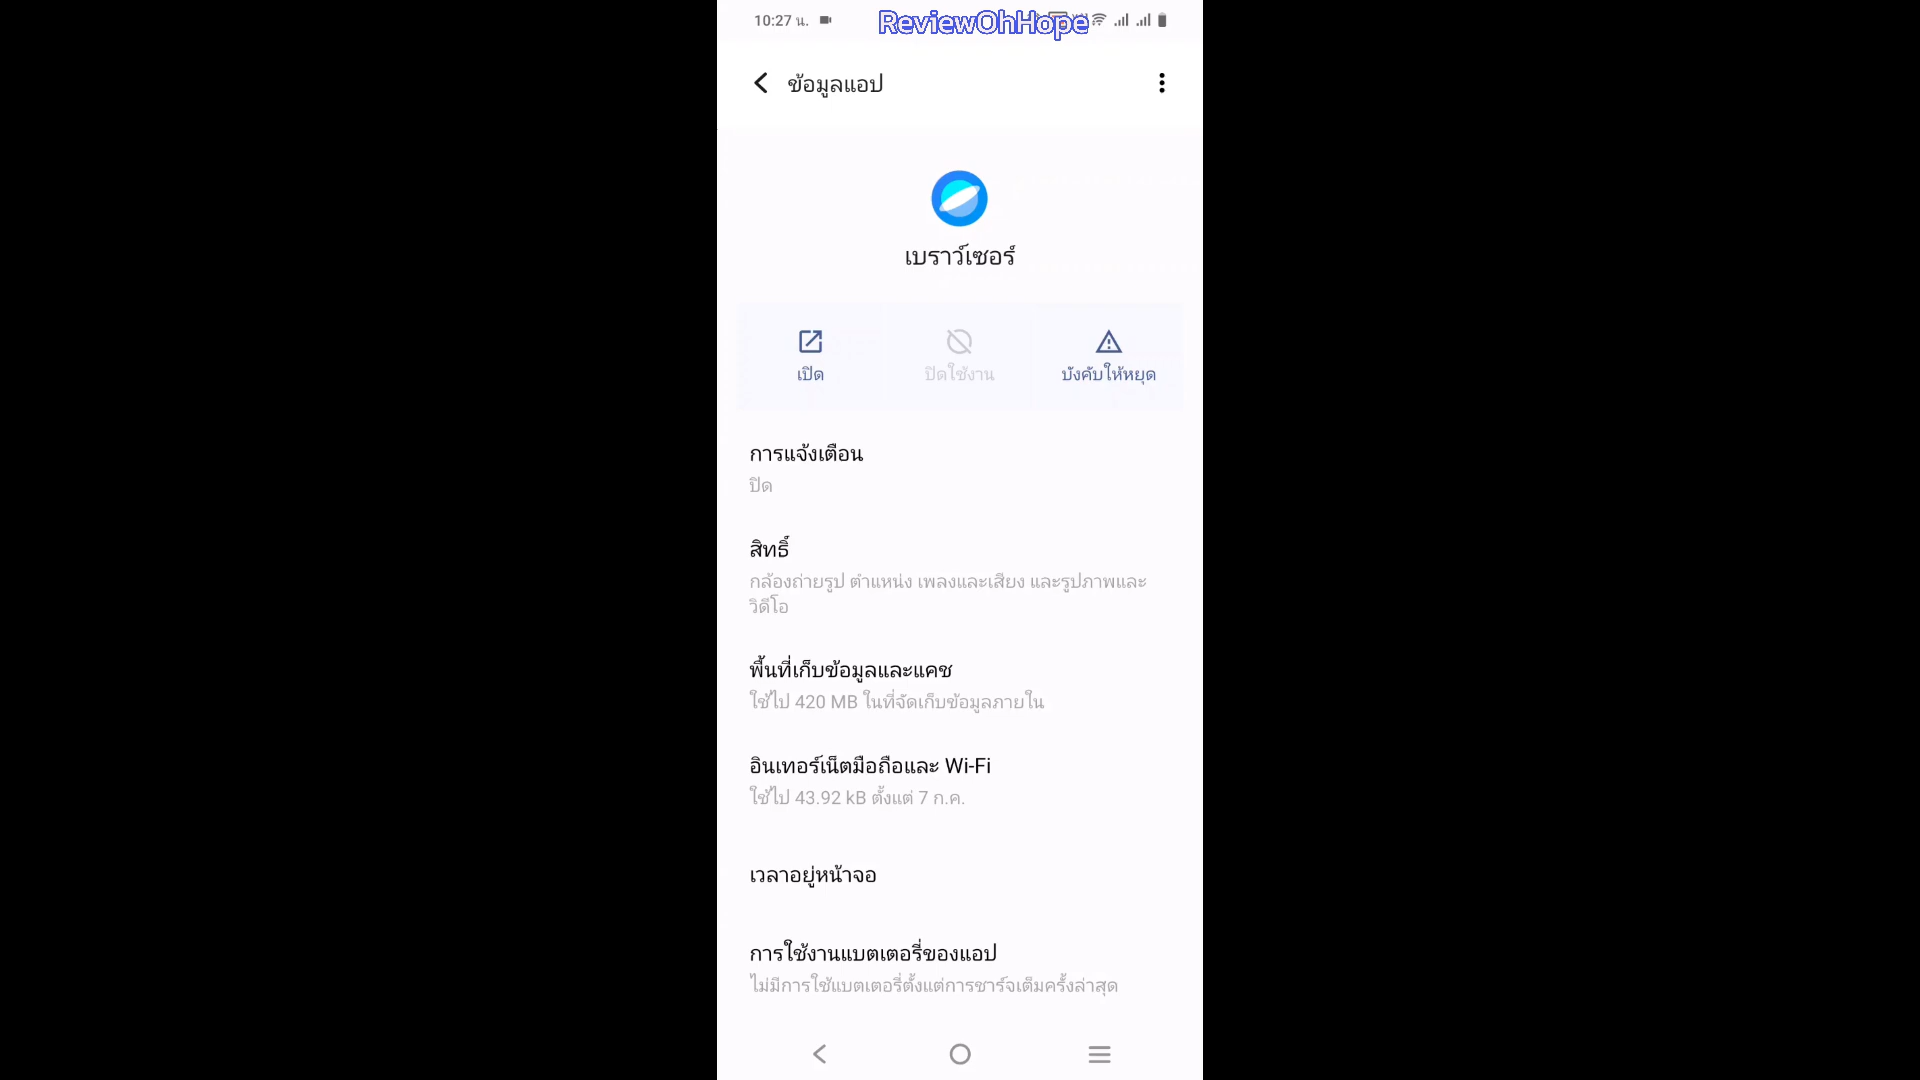 10:27 น.
ReviewOhHope
ข้อมูลแอป
เบราว์เซอร์
เปิด
ปิดใช้งาน
บังคับให้หยุด
การแจ้งเตือน
ปิด
สิทธิ์
กล้องถ่ายรูป ตำแหน่ง เพลงและเสียง และรูปภาพและ
วิดีโอ
พื้นที่เก็บข้อมูลและแคช
ใช้ไป 420 MB ในที่จัดเก็บข้อมูลภายใน
อินเทอร์เน็ตมือถือและ Wi-Fi
ใช้ไป 43.92 kB ตั้งแต่ 7 ก.ค.
เวลาอยู่หน้าจอ
การใช้งานแบตเตอรี่ของแอป
ไม่มีการใช้แบตเตอรี่ตั้งแต่การชาร์จเต็มครั้งล่าสุด